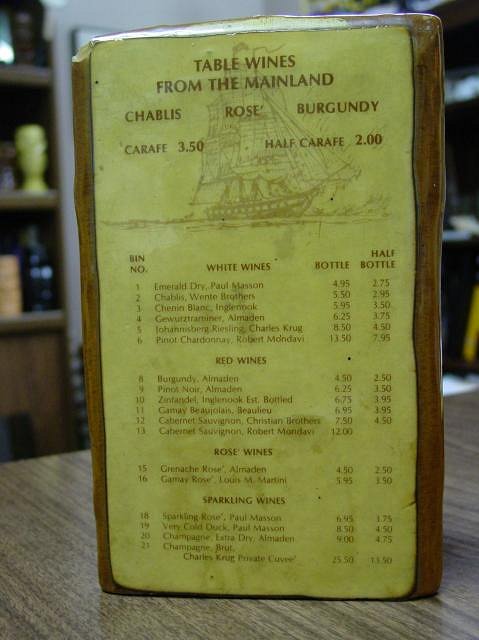 TABLE WINES
FROM THE MAINLAND
CHABLIS ROSE' BURGUNDY
CARAFE 3.50 HALF CARAFE 2.00
BIN NO. WHITE WINES BOTTLE HALF BOTTLE
1 Emerald Dry, Paul Masson 4.95 2.75
2 Chablis, Wente Brothers 5.50 2.95
3 Chenin Blanc, Inglenook 5.95 3.50
4 Gewurztraminer, Almaden 6.25 3.75
5 Johannisberg Riesling, Charles Krug 8.50 4.50
6 Pinot Chardonnay, Robert Mondavi 13.50 7.95
RED WINES
8 Burgundy, Almaden 4.50 2.50
9 Pinot Noir, Almaden 6.25 3.50
10 Zinfandel, Inglenook Est. Bottled 6.75 3.95
11 Gamay Beaujolais, Beaulieu 6.95 3.95
12 Cabernet Sauvignon, Christian Brothers 7.50 4.50
13 Cabernet Sauvignon, Robert Mondavi 12.00
ROSE' WINES
15 Grenache Rose', Almaden 4.50 2.50
16 Gamay Rose', Louis M. Martini 5.95 3.50
SPARKLING WINES
18 Sparkling Rose', Paul Masson 6.95 3.75
19 Very Cold Duck, Paul Masson 8.50 4.50
20 Champagne, Extra Dry, Almaden 9.00 4.75
21 Champagne, Brut,
Charles Krug Private Cuvee' 25.50 13.50